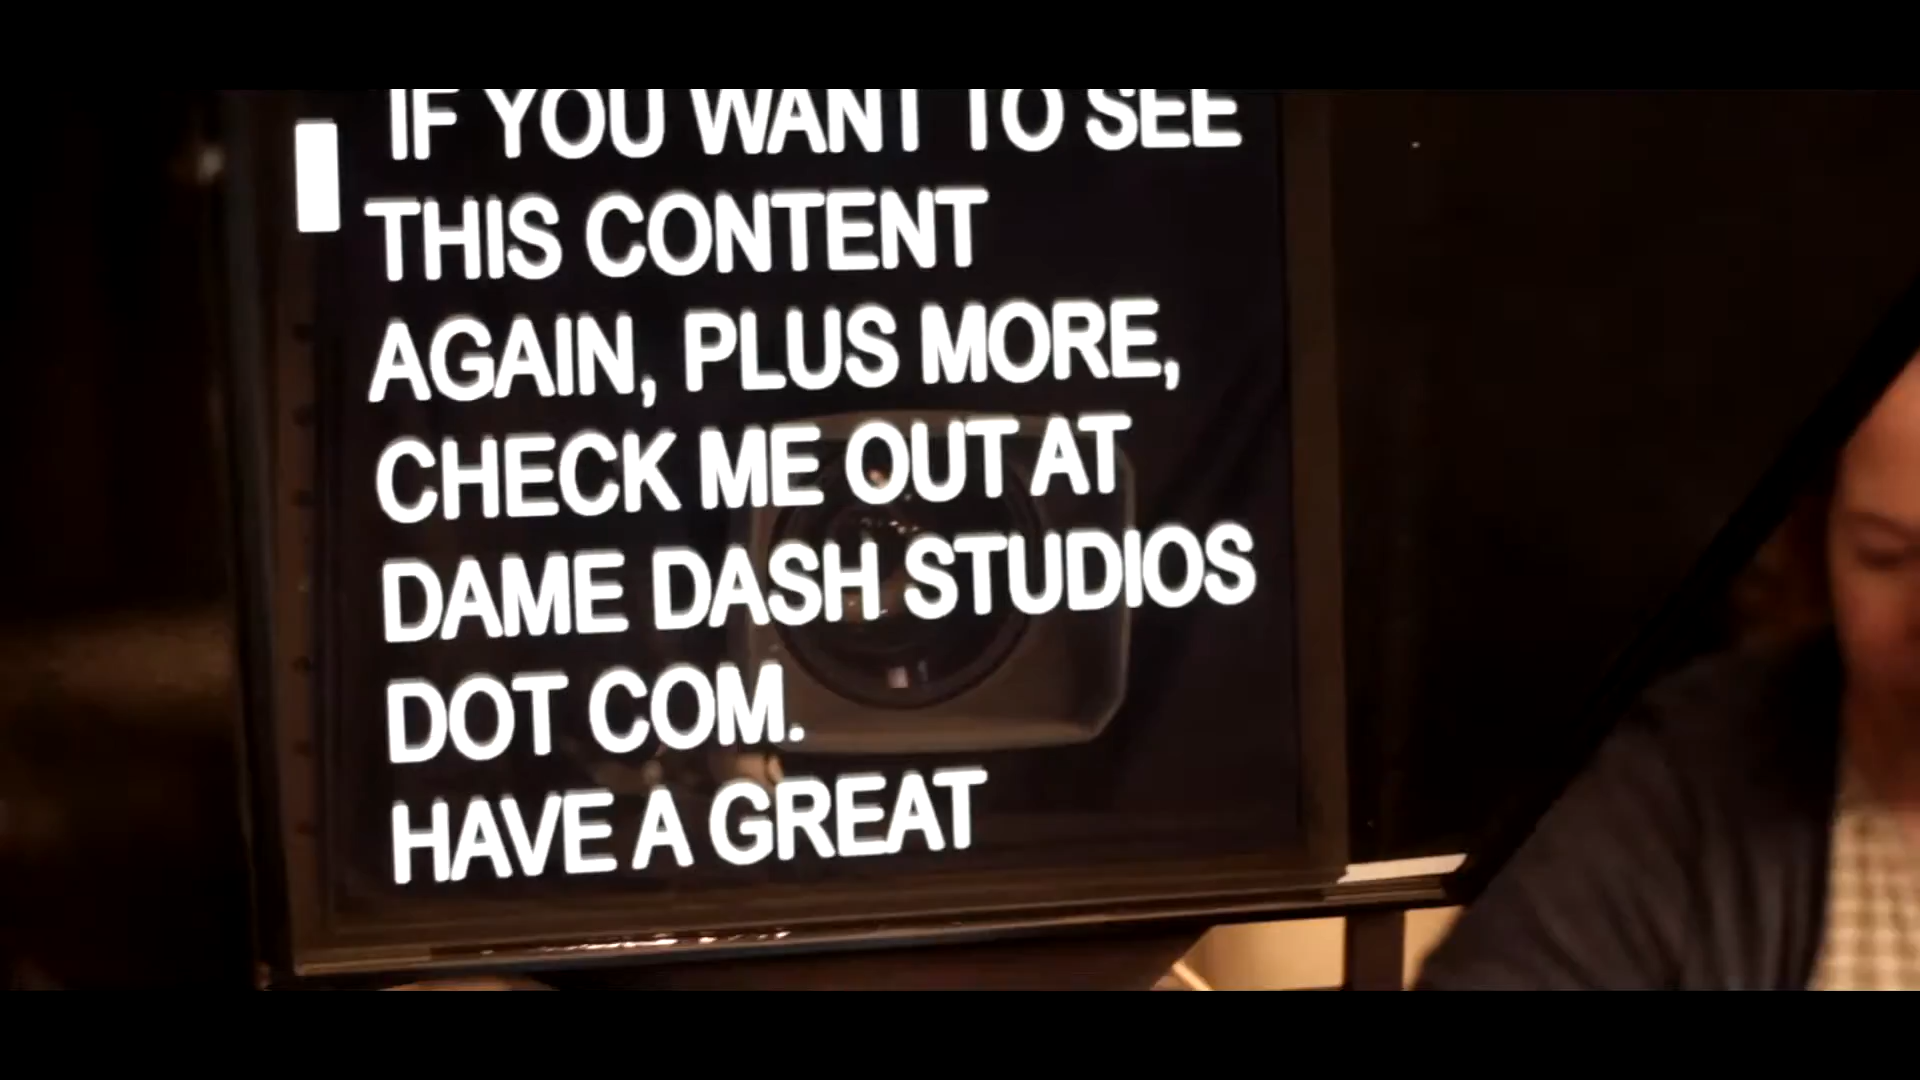 IF YOU WANT TO SEE
THIS CONTENT
AGAIN, PLUS MORE,
CHECK ME OUT AT
DAME DASH STUDIOS
DOT COM.
HAVE A GREAT